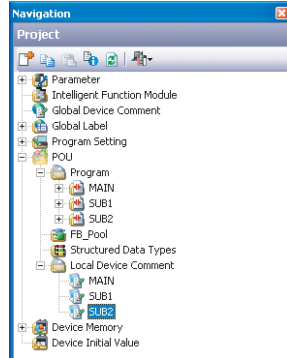 Navigation
Project
Parameter
Intelligent Function Module
Global Device Comment
Global Label
Program Setting
POU
Program
MAIN
SUB1
SUB2
FB_Pool
Structured Data Types
Local Device Comment
MAIN
SUB1
SUB2
Device Memory
Device Initial Value